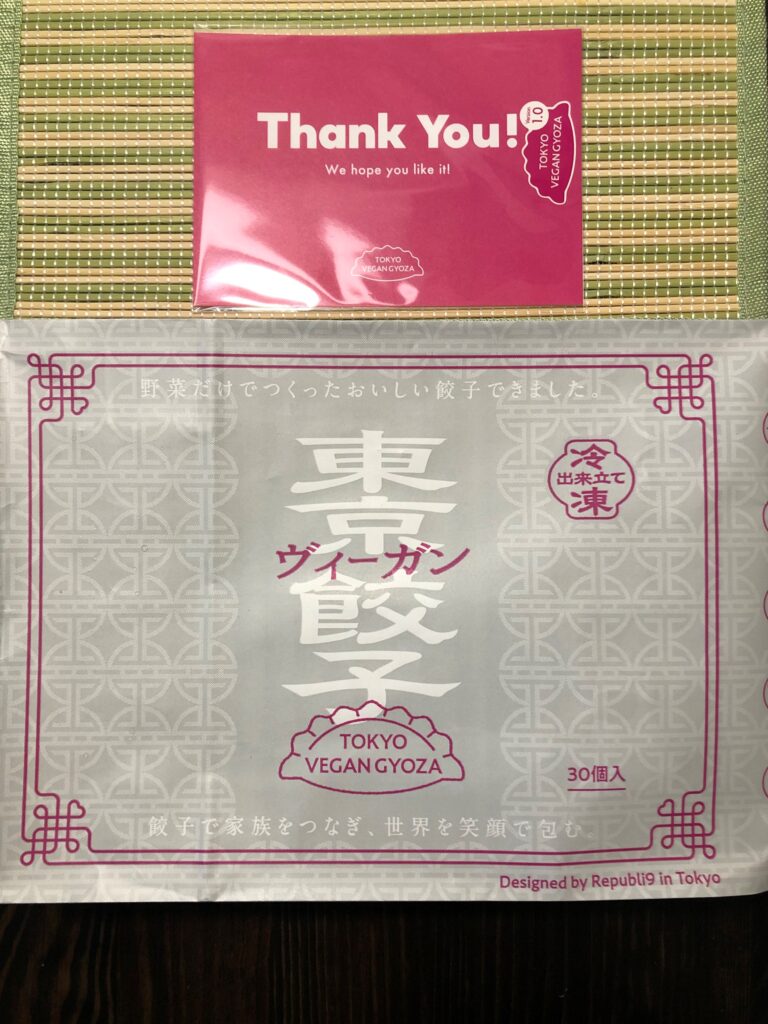 Thank You!
Version
1.0
TOKYO
VEGAN GYOZA
We hope you like it!
TOKYO
VEGAN GYOZA
野菜だけでつくったおいしい餃子できました。
冷
出来立て
凍
東京餃子
ヴィーガン
TOKYO
VEGAN GYOZA
30個入
餃子で家族をつなぎ、世界を笑顔で包む。
Designed by Republi9 in Tokyo